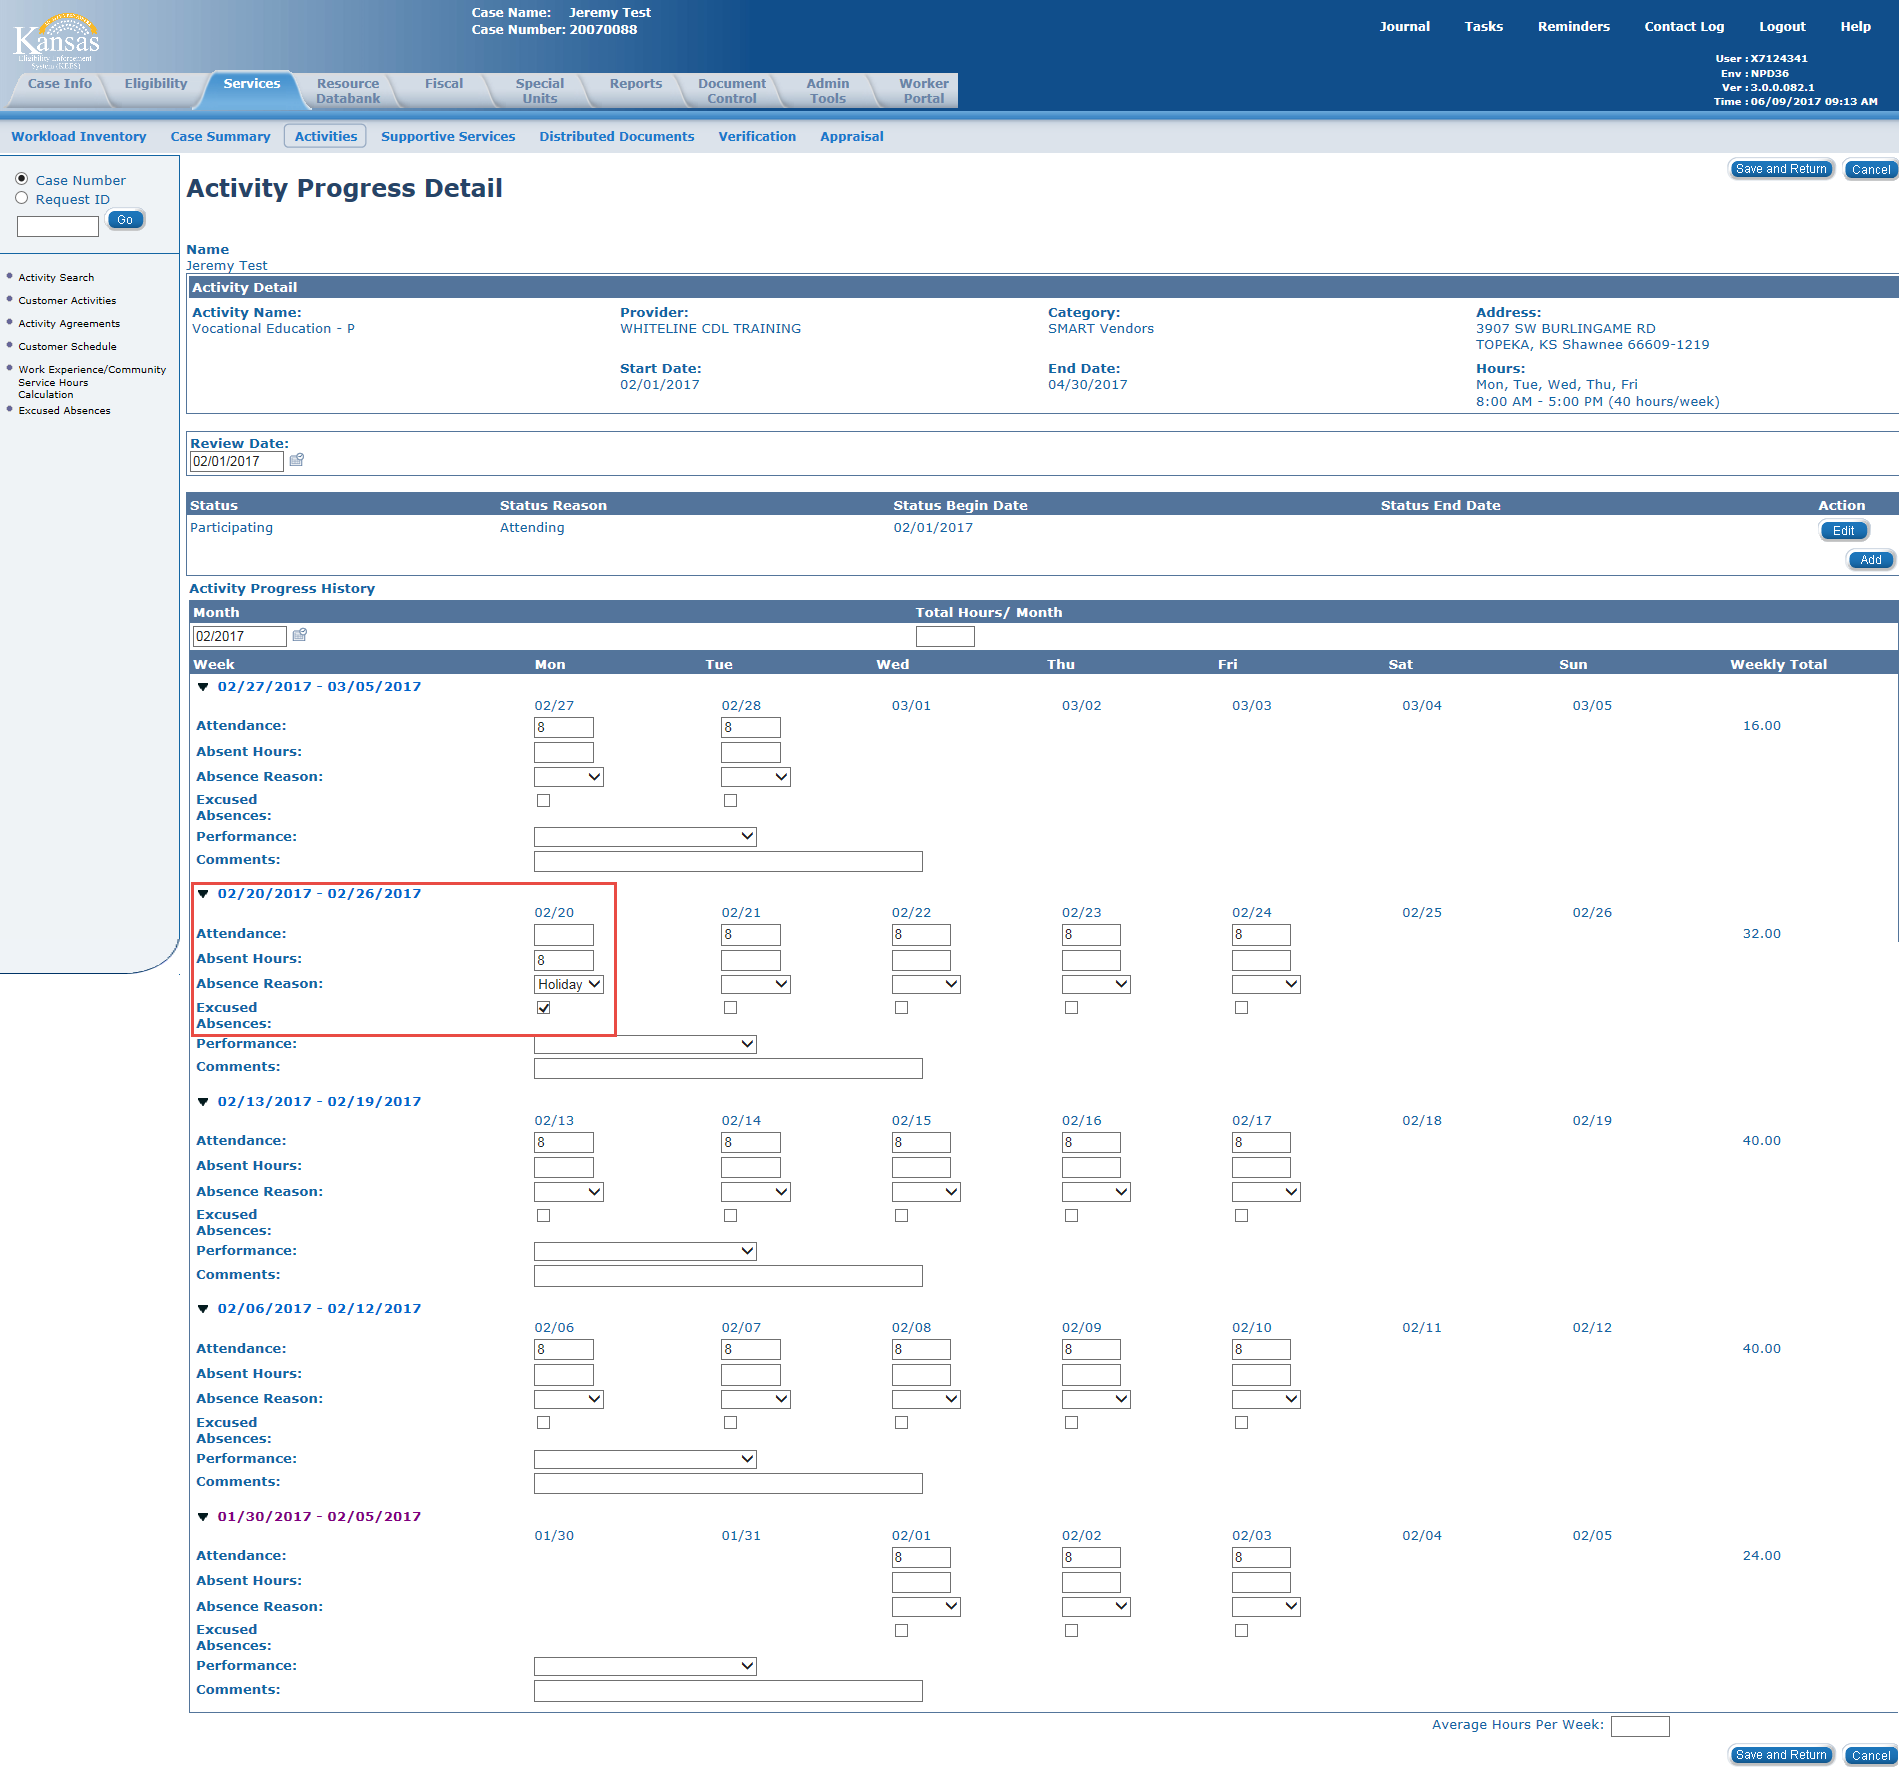 Case Name: Jeremy Test
Case Number: 20070088
Journal Tasks Reminders Contact Log Logout Help
Kansas
Eligibility Enforcement
System (KEES)
User : X7124341
Env : NPD36
Ver : 3.0.0.082.1
Time : 06/09/2017 09:13 AM
Case Info Eligibility Services Resource Databank Fiscal Special Units Reports Document Control Admin Tools Worker Portal
Workload Inventory Case Summary Activities Supportive Services Distributed Documents Verification Appraisal
Case Number
Request ID
Go
Activity Search
Customer Activities
Activity Agreements
Customer Schedule
Work Experience/Community
Service Hours
Calculation
Excused Absences
Activity Progress Detail
Save and Return Cancel
Name
Jeremy Test
Activity Detail
Activity Name: Provider: Category: Address:
Vocational Education - P WHITELINE CDL TRAINING SMART Vendors 3907 SW BURLINGAME RD
TOPEKA, KS Shawnee 66609-1219
Start Date: End Date: Hours:
02/01/2017 04/30/2017 Mon, Tue, Wed, Thu, Fri
8:00 AM - 5:00 PM (40 hours/week)
Review Date:
02/01/2017
Status Status Reason Status Begin Date Status End Date Action
Participating Attending 02/01/2017 Edit
Add
Activity Progress History
Month Total Hours/ Month
02/2017
Week Mon Tue Wed Thu Fri Sat Sun Weekly Total
02/27/2017 - 03/05/2017
02/27 02/28 03/01 03/02 03/03 03/04 03/05
Attendance: 8 8 16.00
Absent Hours:
Absence Reason:
Excused
Absences:
Performance:
Comments:
02/20/2017 - 02/26/2017
02/20 02/21 02/22 02/23 02/24 02/25 02/26
Attendance: 8 8 8 8 32.00
Absent Hours: 8
Absence Reason: Holiday
Excused
Absences:
Performance:
Comments:
02/13/2017 - 02/19/2017
02/13 02/14 02/15 02/16 02/17 02/18 02/19
Attendance: 8 8 8 8 8 40.00
Absent Hours:
Absence Reason:
Excused
Absences:
Performance:
Comments:
02/06/2017 - 02/12/2017
02/06 02/07 02/08 02/09 02/10 02/11 02/12
Attendance: 8 8 8 8 8 40.00
Absent Hours:
Absence Reason:
Excused
Absences:
Performance:
Comments:
01/30/2017 - 02/05/2017
01/30 01/31 02/01 02/02 02/03 02/04 02/05
Attendance: 8 8 8 24.00
Absent Hours:
Absence Reason:
Excused
Absences:
Performance:
Comments:
Average Hours Per Week:
Save and Return Cancel